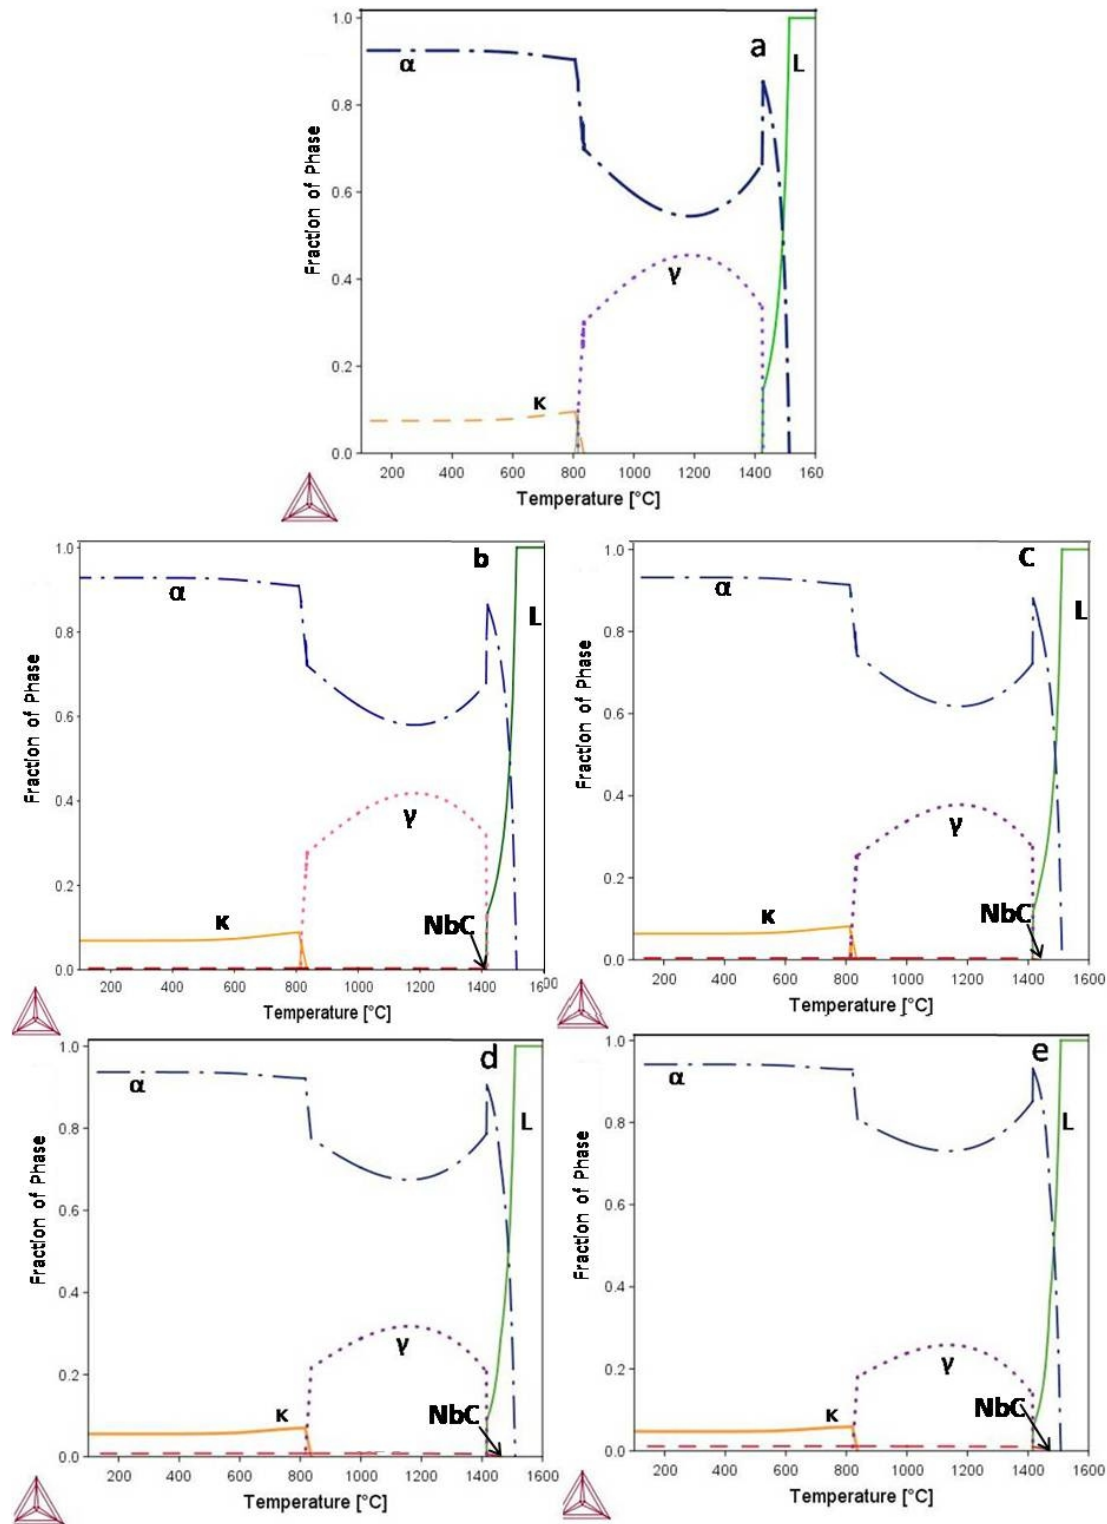 1.0
a
α
L
0.8
0.6
0.4
γ
0.2
κ
0.0
200 400 600 800 1000 1200 1400 160
Fraction of Phase
Temperature [°C]
1.0
b
α
L
0.8
0.6
0.4
γ
0.2
κ
NbC
0.0
200 400 600 800 1000 1200 1400 1600
Fraction of Phase
Temperature [°C]
1.0
C
α
L
0.8
0.6
0.4
γ
0.2
κ
NbC
0.0
200 400 600 800 1000 1200 1400 1600
Fraction of Phase
Temperature [°C]
1.0
d
α
L
0.8
0.6
0.4
γ
0.2
κ
NbC
0.0
200 400 600 800 1000 1200 1400 1600
Fraction of Phase
Temperature [°C]
1.0
e
α
L
0.8
0.6
0.4
γ
0.2
κ
NbC
0.0
200 400 600 800 1000 1200 1400 1600
Fraction of Phase
Temperature [°C]